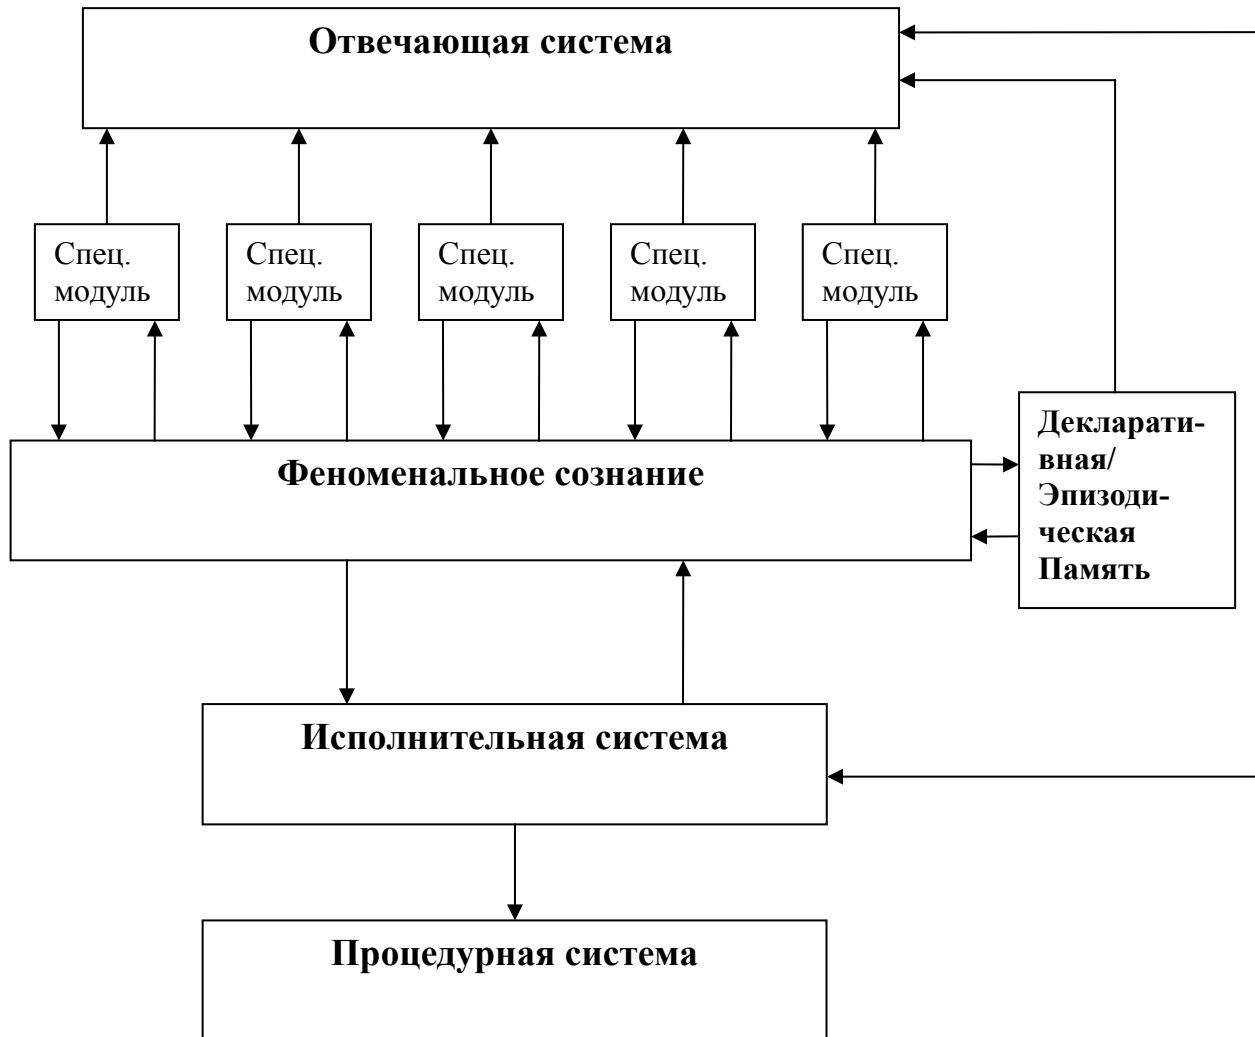 Отвечающая система
Спец.
модуль
Спец.
модуль
Спец.
модуль
Спец.
модуль
Спец.
модуль
Феноменальное сознание
Декларати-
вная/
Эпизоди-
ческая
Память
Исполнительная система
Процедурная система